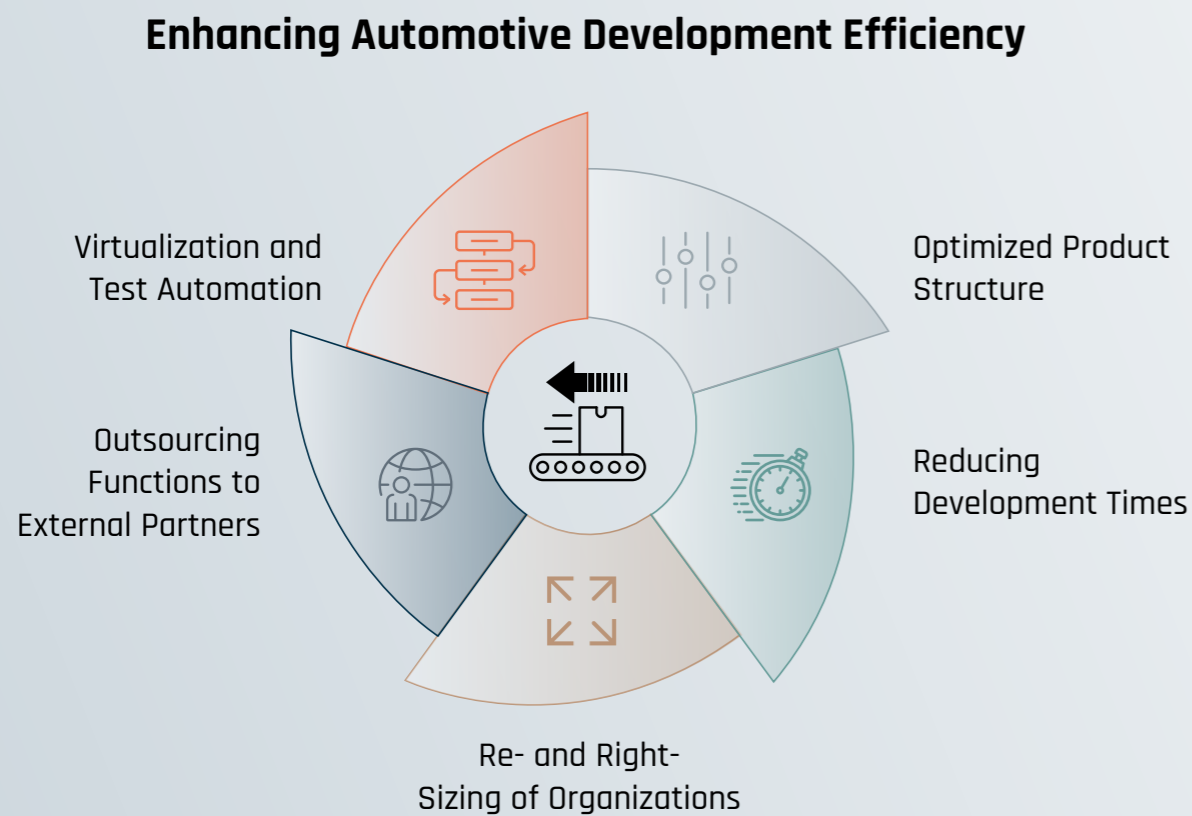 Enhancing Automotive Development Efficiency
Virtualization and
Test Automation
Optimized Product
Structure
Outsourcing
Functions to
External Partners
Reducing
Development Times
Re- and Right-
Sizing of Organizations